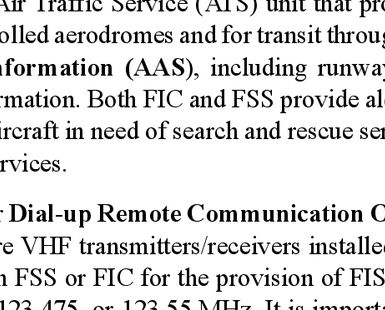 Air Traffic Service (ATS) unit that pro
olled aerodromes and for transit throug
nformation (AAS), including runway
rmation. Both FIC and FSS provide ale
ircraft in need of search and rescue ser
rvices.
r Dial-up Remote Communication O
re VHF transmitters/receivers installed
n FSS or FIC for the provision of FIS
123.475, or 123.55 MHz. It is importa